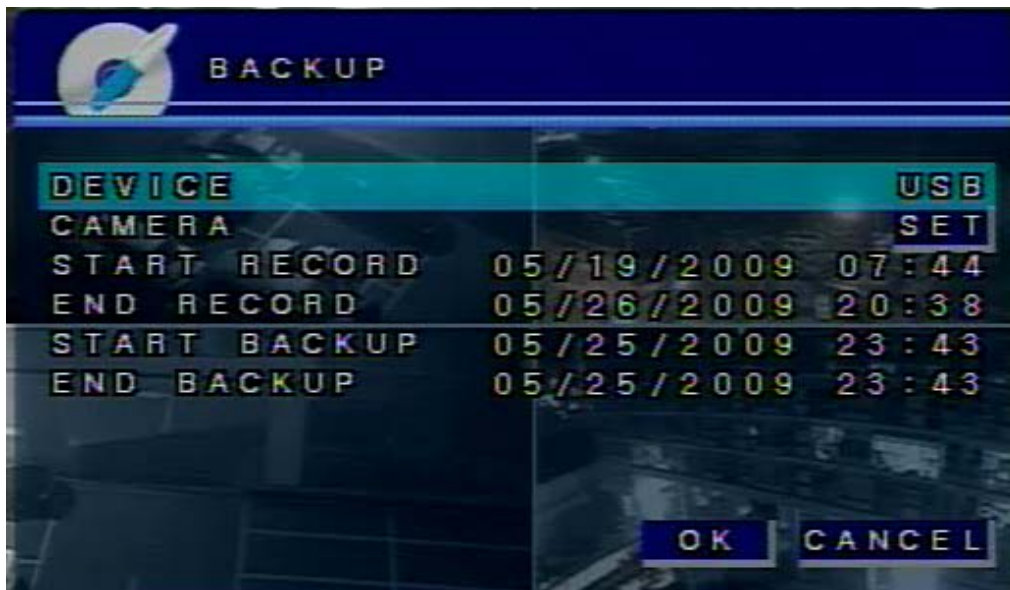 BACKUP
DEVICE USB
CAMERA SET
START RECORD 05/19/2009 07:44
END RECORD 05/26/2009 20:38
START BACKUP 05/25/2009 23:43
END BACKUP 05/25/2009 23:43
OK CANCEL